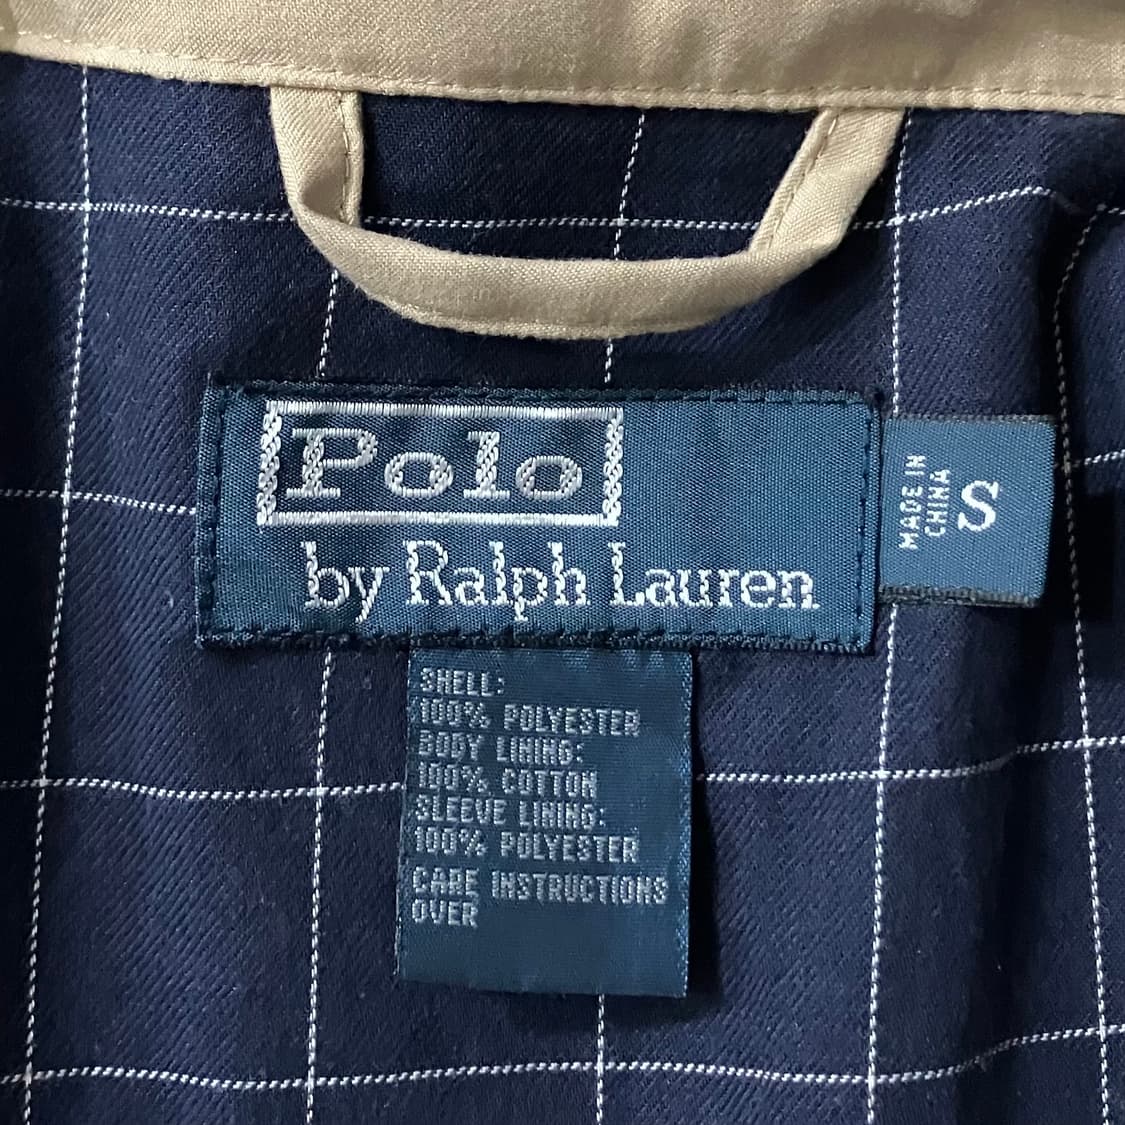 Polo
by Ralph Lauren
MADE IN
CHINA
S
SHELL:
100% POLYESTER
BODY LINING:
100% COTTON
SLEEVE LINING:
100% POLYESTER
CARE INSTRUCTIONS
OVER